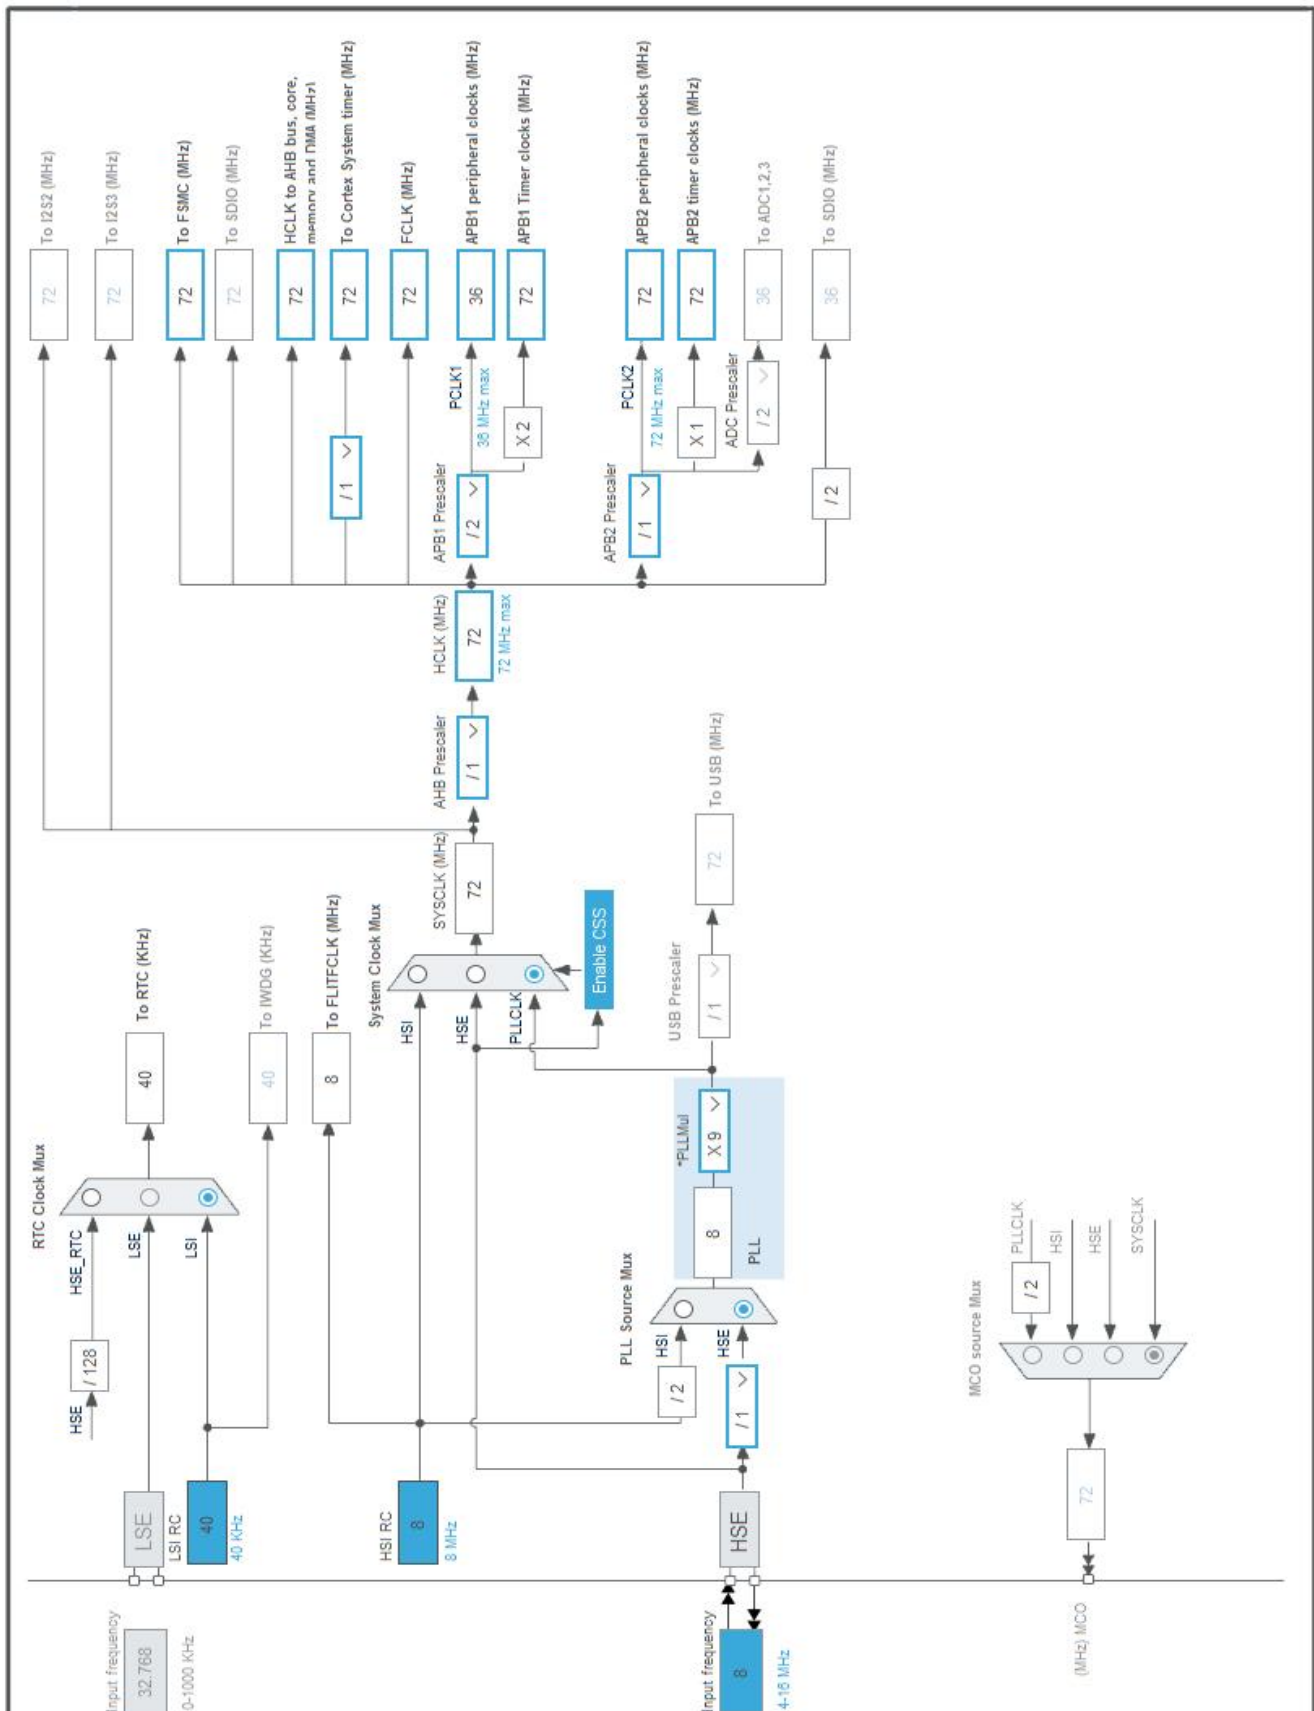 Input frequency
32.768
0-1000 KHz
LSE
LSI RC
40
40 KHz
HSE
/ 128
HSE_RTC
LSE
LSI
RTC Clock Mux
40
To RTC (KHz)
40
To IWDG (KHz)
HSI RC
8
8 MHz
8
To FLITFCLK (MHz)
Input frequency
8
4-16 MHz
HSE
/ 1
/ 2
HSI
HSE
PLL Source Mux
8
PLL
*PLLMul
X 9
USB Prescaler
/ 1
72
To USB (MHz)
System Clock Mux
HSI
HSE
PLLCLK
Enable CSS
SYSCLK (MHz)
72
AHB Prescaler
/ 1
HCLK (MHz)
72
72 MHz max
72
To I2S2 (MHz)
72
To I2S3 (MHz)
72
To FSMC (MHz)
72
To SDIO (MHz)
72
HCLK to AHB bus, core,
memory and DMA (MHz)
/ 1
72
To Cortex System timer (MHz)
72
FCLK (MHz)
APB1 Prescaler
/ 2
PCLK1
36 MHz max
36
APB1 peripheral clocks (MHz)
X 2
72
APB1 Timer clocks (MHz)
APB2 Prescaler
/ 1
PCLK2
72 MHz max
72
APB2 peripheral clocks (MHz)
X 1
72
APB2 timer clocks (MHz)
ADC Prescaler
/ 2
36
To ADC1,2,3
/ 2
36
To SDIO (MHz)
MCO source Mux
PLLCLK
/ 2
HSI
HSE
SYSCLK
72
(MHz) MCO